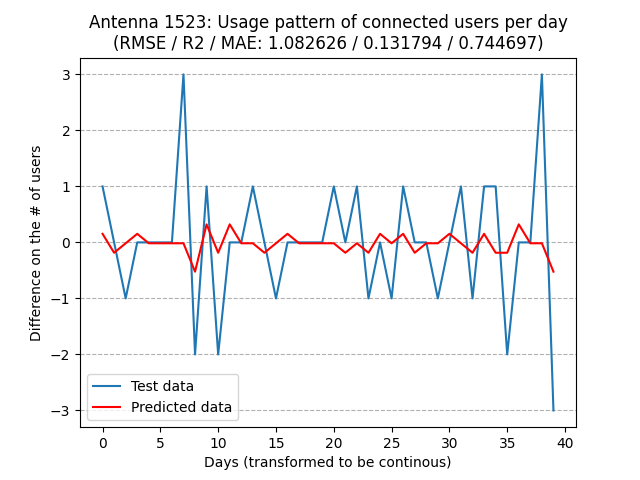 Antenna 1523: Usage pattern of connected users per day
(RMSE / R2 / MAE: 1.082626 / 0.131794 / 0.744697)
Difference on the # of users
3
2
1
0
−1
−2
−3
Test data
Predicted data
0 5 10 15 20 25 30 35 40
Days (transformed to be continous)